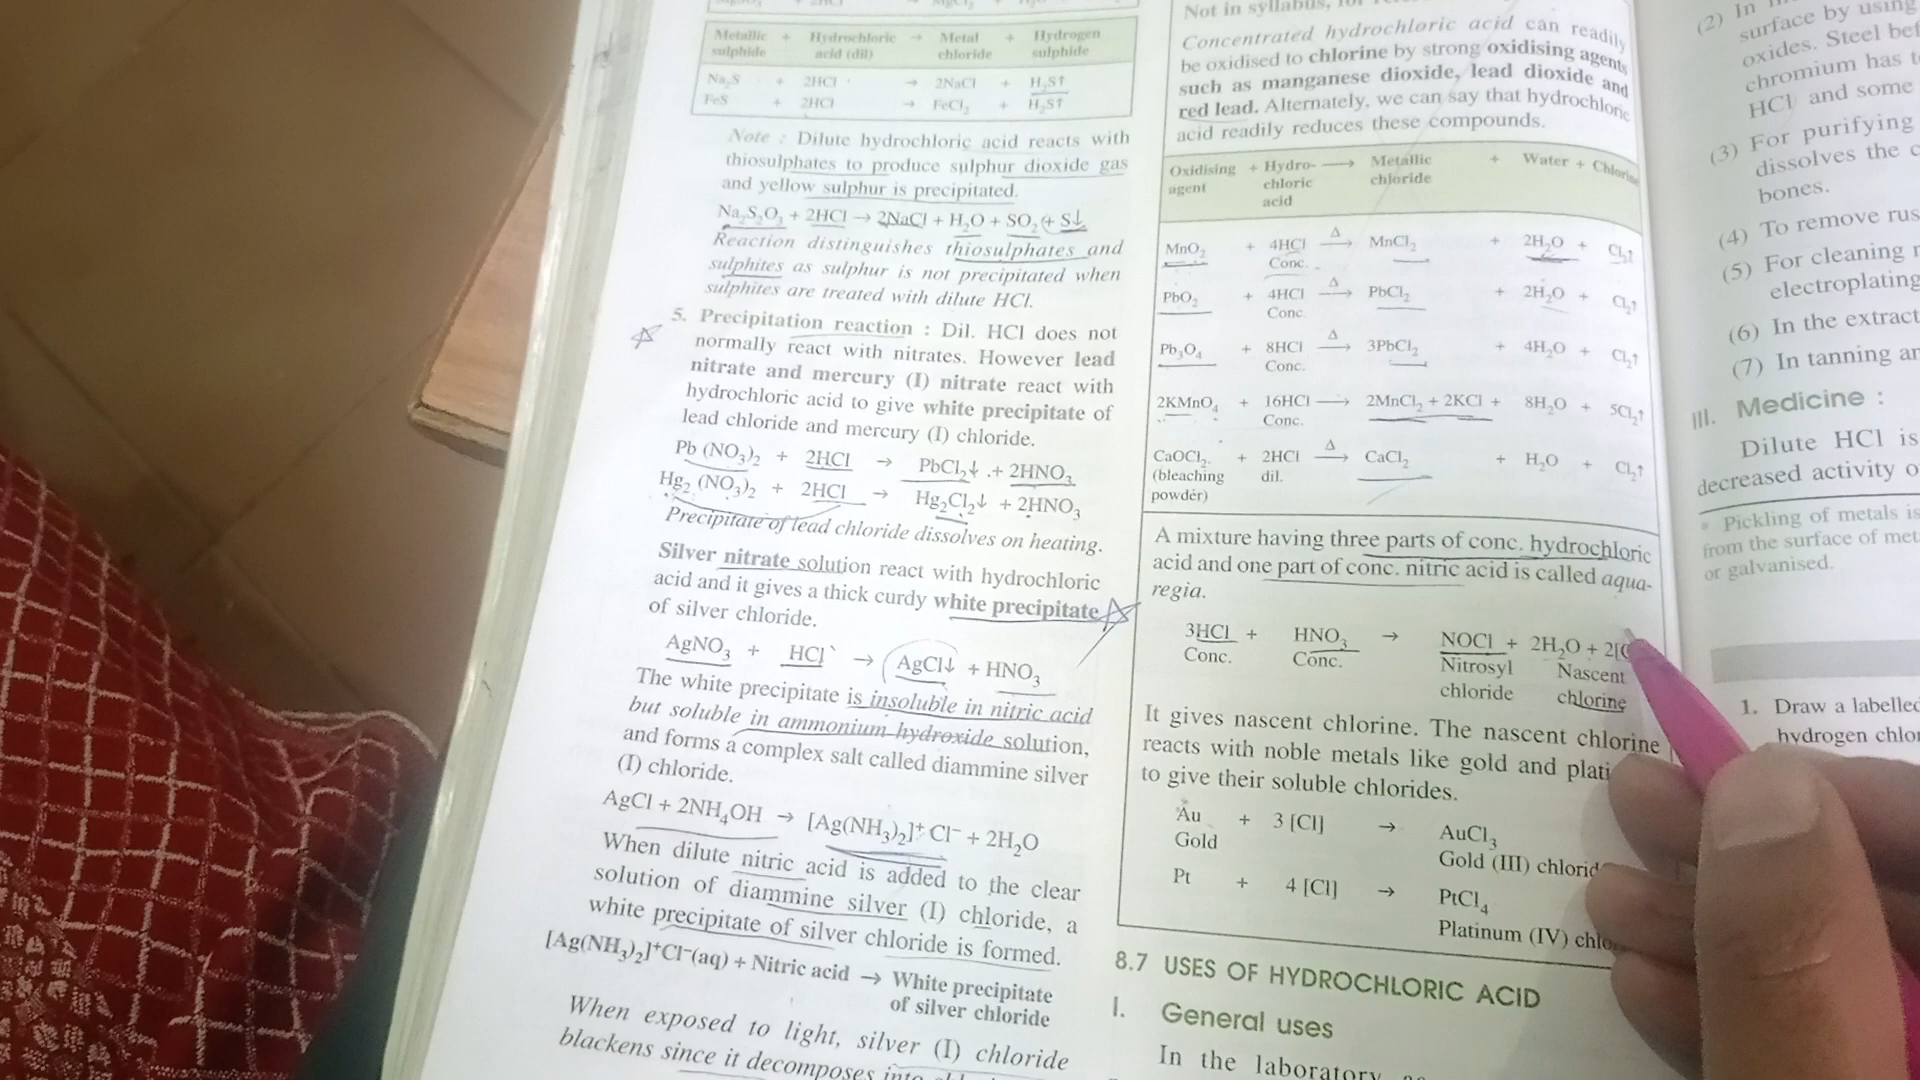 Metallic + Hydrochloric → Metal + Hydrogen
sulphide acid (dil) chloride sulphide
Na₂S + 2HCl → 2NaCl + H₂S↑
FeS + 2HCl → FeCl₂ + H₂S↑
Note : Dilute hydrochloric acid reacts with
thiosulphates to produce sulphur dioxide gas
and yellow sulphur is precipitated.
Na₂S₂O₃ + 2HCl → 2NaCl + H₂O + SO₂ + S↓
Reaction distinguishes thiosulphates and
sulphites as sulphur is not precipitated when
sulphites are treated with dilute HCl.
5. Precipitation reaction : Dil. HCl does not
normally react with nitrates. However lead
nitrate and mercury (I) nitrate react with
hydrochloric acid to give white precipitate of
lead chloride and mercury (I) chloride.
Pb (NO₃)₂ + 2HCl → PbCl₂↓ + 2HNO₃
Hg₂ (NO₃)₂ + 2HCl → Hg₂Cl₂↓ + 2HNO₃
Precipitate of lead chloride dissolves on heating.
Silver nitrate solution react with hydrochloric
acid and it gives a thick curdy white precipitate
of silver chloride.
AgNO₃ + HCl → AgCl↓ + HNO₃
The white precipitate is insoluble in nitric acid
but soluble in ammonium hydroxide solution,
and forms a complex salt called diammine silver
(I) chloride.
AgCl + 2NH₄OH → [Ag(NH₃)₂]⁺ Cl⁻ + 2H₂O
When dilute nitric acid is added to the clear
solution of diammine silver (I) chloride, a
white precipitate of silver chloride is formed.
[Ag(NH₃)₂]⁺Cl⁻(aq) + Nitric acid → White precipitate
of silver chloride
When exposed to light, silver (I) chloride
blackens since it decomposes into
Not in syllabus,
Concentrated hydrochloric acid can readily
be oxidised to chlorine by strong oxidising agents
such as manganese dioxide, lead dioxide and
red lead. Alternately, we can say that hydrochloric
acid readily reduces these compounds.
Oxidising + Hydro- → Metallic + Water + Chlorine
agent chloric chloride
acid
MnO₂ + 4HCl Δ→ MnCl₂ + 2H₂O + Cl₂↑
Conc.
PbO₂ + 4HCl Δ→ PbCl₂ + 2H₂O + Cl₂↑
Conc.
Pb₃O₄ + 8HCl Δ→ 3PbCl₂ + 4H₂O + Cl₂↑
Conc.
2KMnO₄ + 16HCl → 2MnCl₂ + 2KCl + 8H₂O + 5Cl₂↑
Conc.
CaOCl₂ + 2HCl Δ→ CaCl₂ + H₂O + Cl₂↑
(bleaching dil.
powder)
A mixture having three parts of conc. hydrochloric
acid and one part of conc. nitric acid is called aqua-
regia.
3HCl + HNO₃ → NOCl + 2H₂O + 2[
Conc. Conc. Nitrosyl Nascent
chloride chlorine
It gives nascent chlorine. The nascent chlorine
reacts with noble metals like gold and plati
to give their soluble chlorides.
Au + 3 [Cl] → AuCl₃
Gold Gold (III) chlorid
Pt + 4 [Cl] → PtCl₄
Platinum (IV) chlo
8.7 USES OF HYDROCHLORIC ACID
I. General uses
In the laboratory
(2) In
surface by using
oxides. Steel bef
chromium has t
HCl and some
(3) For purifying
dissolves the c
bones.
(4) To remove rus
(5) For cleaning
electroplating
(6) In the extract
(7) In tanning an
III. Medicine :
Dilute HCl is
decreased activity o
* Pickling of metals is
from the surface of met
or galvanised.
1. Draw a labelled
hydrogen chlor